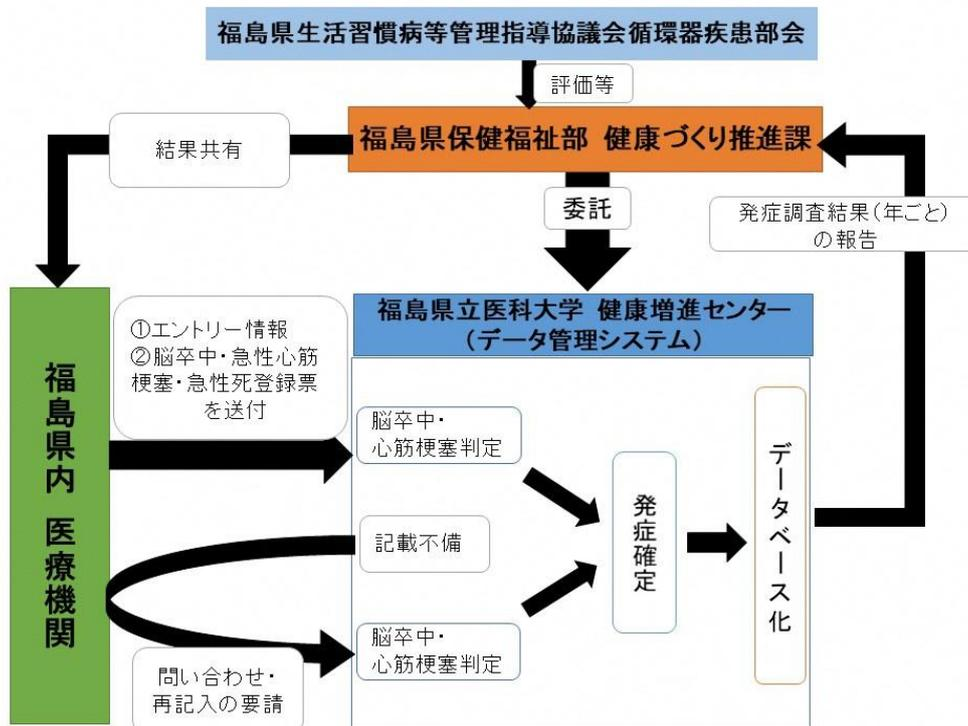 福島県生活習慣病等管理指導協議会循環器疾患部会
評価等
福島県保健福祉部 健康づくり推進課
結果共有
委託
発症調査結果(年ごと)
の報告
福島県立医科大学 健康増進センター
(データ管理システム)
福島県内 医療機関
①エントリー情報
②脳卒中・急性心筋
梗塞・急性死登録票
を送付
脳卒中・
心筋梗塞判定
記載不備
脳卒中・
心筋梗塞判定
問い合わせ・
再記入の要請
発症確定
データベース化